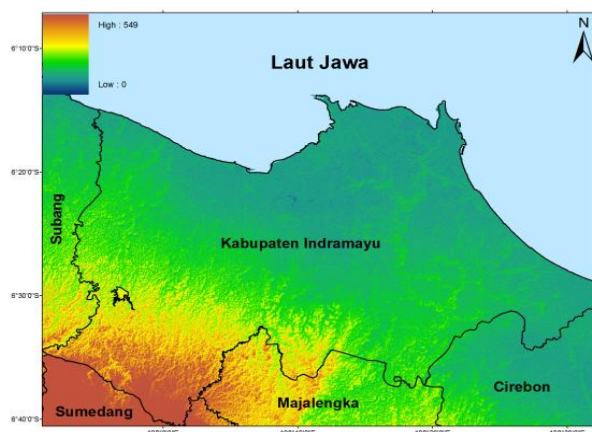 High : 549
Low : 0
N
Laut Jawa
6°10'0"S
6°20'0"S
Subang
Kabupaten Indramayu
6°30'0"S
Cirebon
Majalengka
Sumedang
6°40'0"S